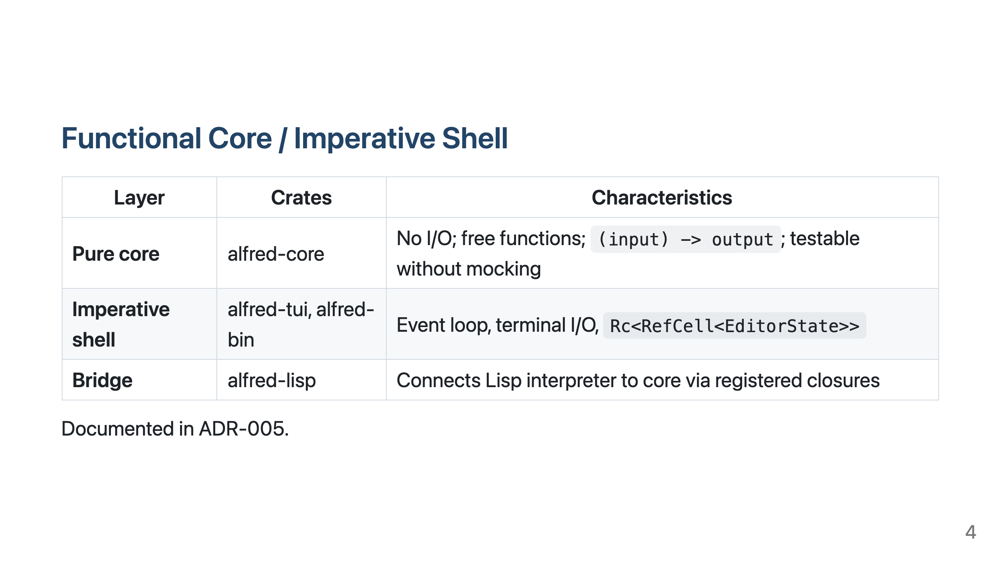 Functional Core / Imperative Shell
Layer Crates Characteristics
Pure core
alfred-core
No I/O; free functions; (input) -> output; testable
without mocking
Imperative
shell
alfred-tui, alfred-
bin
Event loop, terminal I/O, Rc<RefCell<EditorState>>
Bridge
alfred-lisp
Connects Lisp interpreter to core via registered closures
Documented in ADR-005.
4